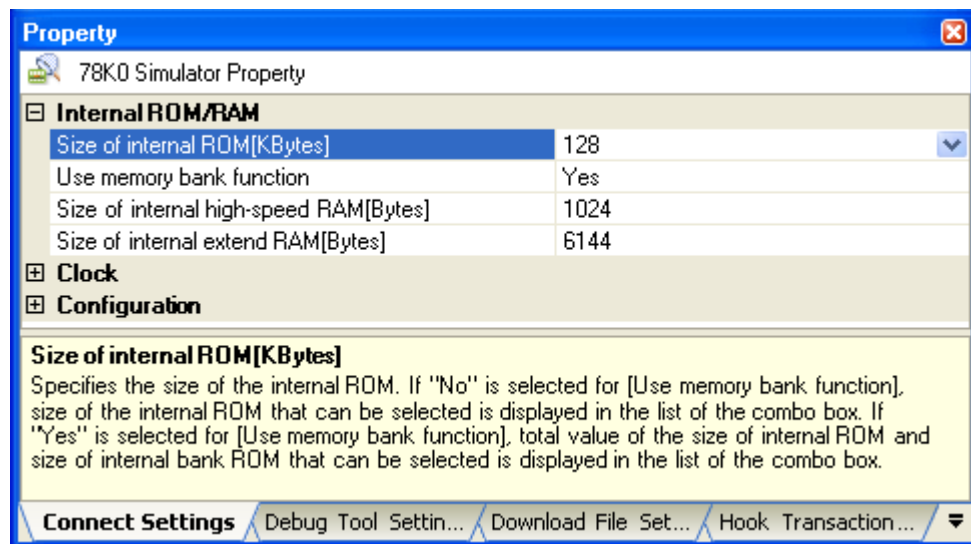 Property
78K0 Simulator Property
Internal ROM/RAM
Size of internal ROM[KBytes] 128
Use memory bank function Yes
Size of internal high-speed RAM[Bytes] 1024
Size of internal extend RAM[Bytes] 6144
Clock
Configuration
Size of internal ROM[KBytes]
Specifies the size of the internal ROM. If "No" is selected for [Use memory bank function],
size of the internal ROM that can be selected is displayed in the list of the combo box. If
"Yes" is selected for [Use memory bank function], total value of the size of internal ROM and
size of internal bank ROM that can be selected is displayed in the list of the combo box.
Connect Settings Debug Tool Settin... Download File Set... Hook Transaction ...